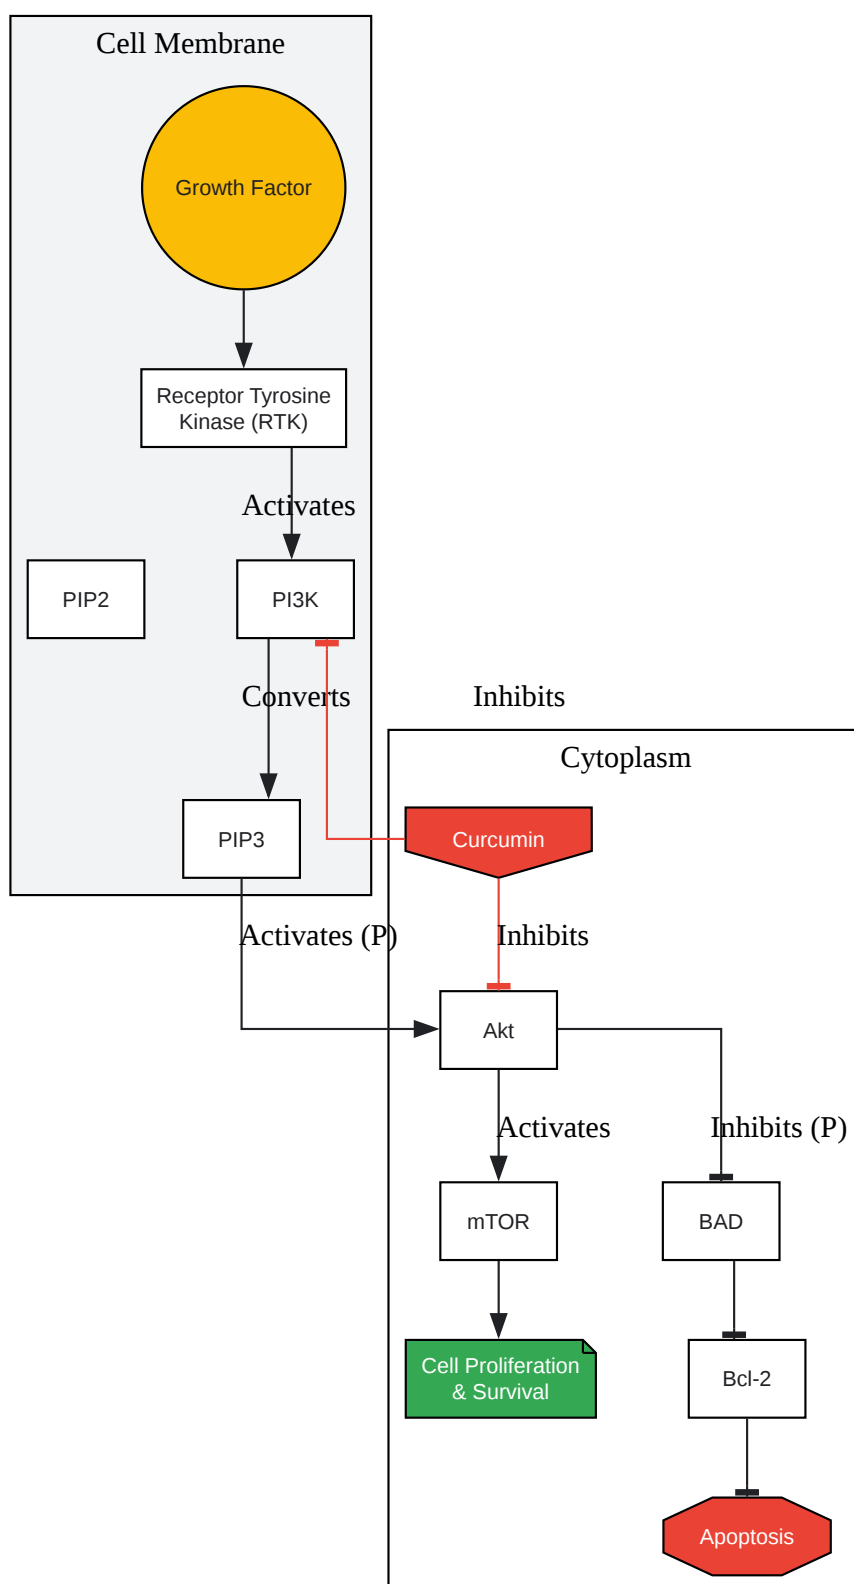 Cell Membrane
Growth Factor
Receptor Tyrosine
Kinase (RTK)
Activates
PIP2
PI3K
Converts
Inhibits
Cytoplasm
PIP3
Curcumin
Activates (P)
Inhibits
Akt
Activates
Inhibits (P)
mTOR
BAD
Cell Proliferation
& Survival
Bcl-2
Apoptosis